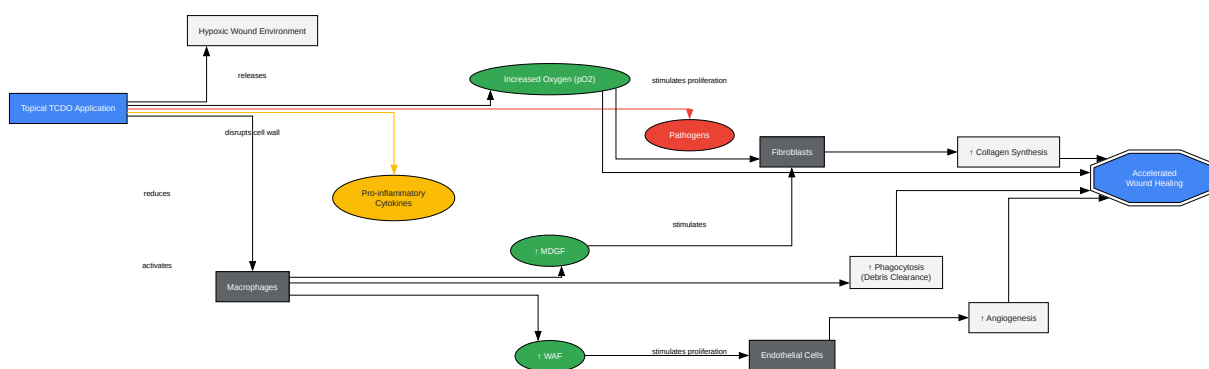 Hypoxic Wound Environment
releases
Increased Oxygen (pO2)
stimulates proliferation
Topical TCDO Application
disrupts cell wall
Pathogens
Fibroblasts
↑ Collagen Synthesis
Accelerated
Wound Healing
reduces
Pro-inflammatory
Cytokines
stimulates
↑ MDGF
activates
Macrophages
↑ Phagocytosis
(Debris Clearance)
↑ Angiogenesis
↑ WAF
stimulates proliferation
Endothelial Cells